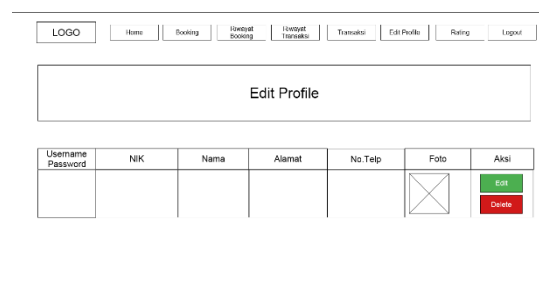 LOGO
Home
Booking
Riwayat
Booking
Riwayat
Transaksi
Transaksi
Edit Profile
Rating
Logout
Edit Profile
Username
Password
NIK
Nama
Alamat
No.Telp
Foto
Aksi
Edit
Delete